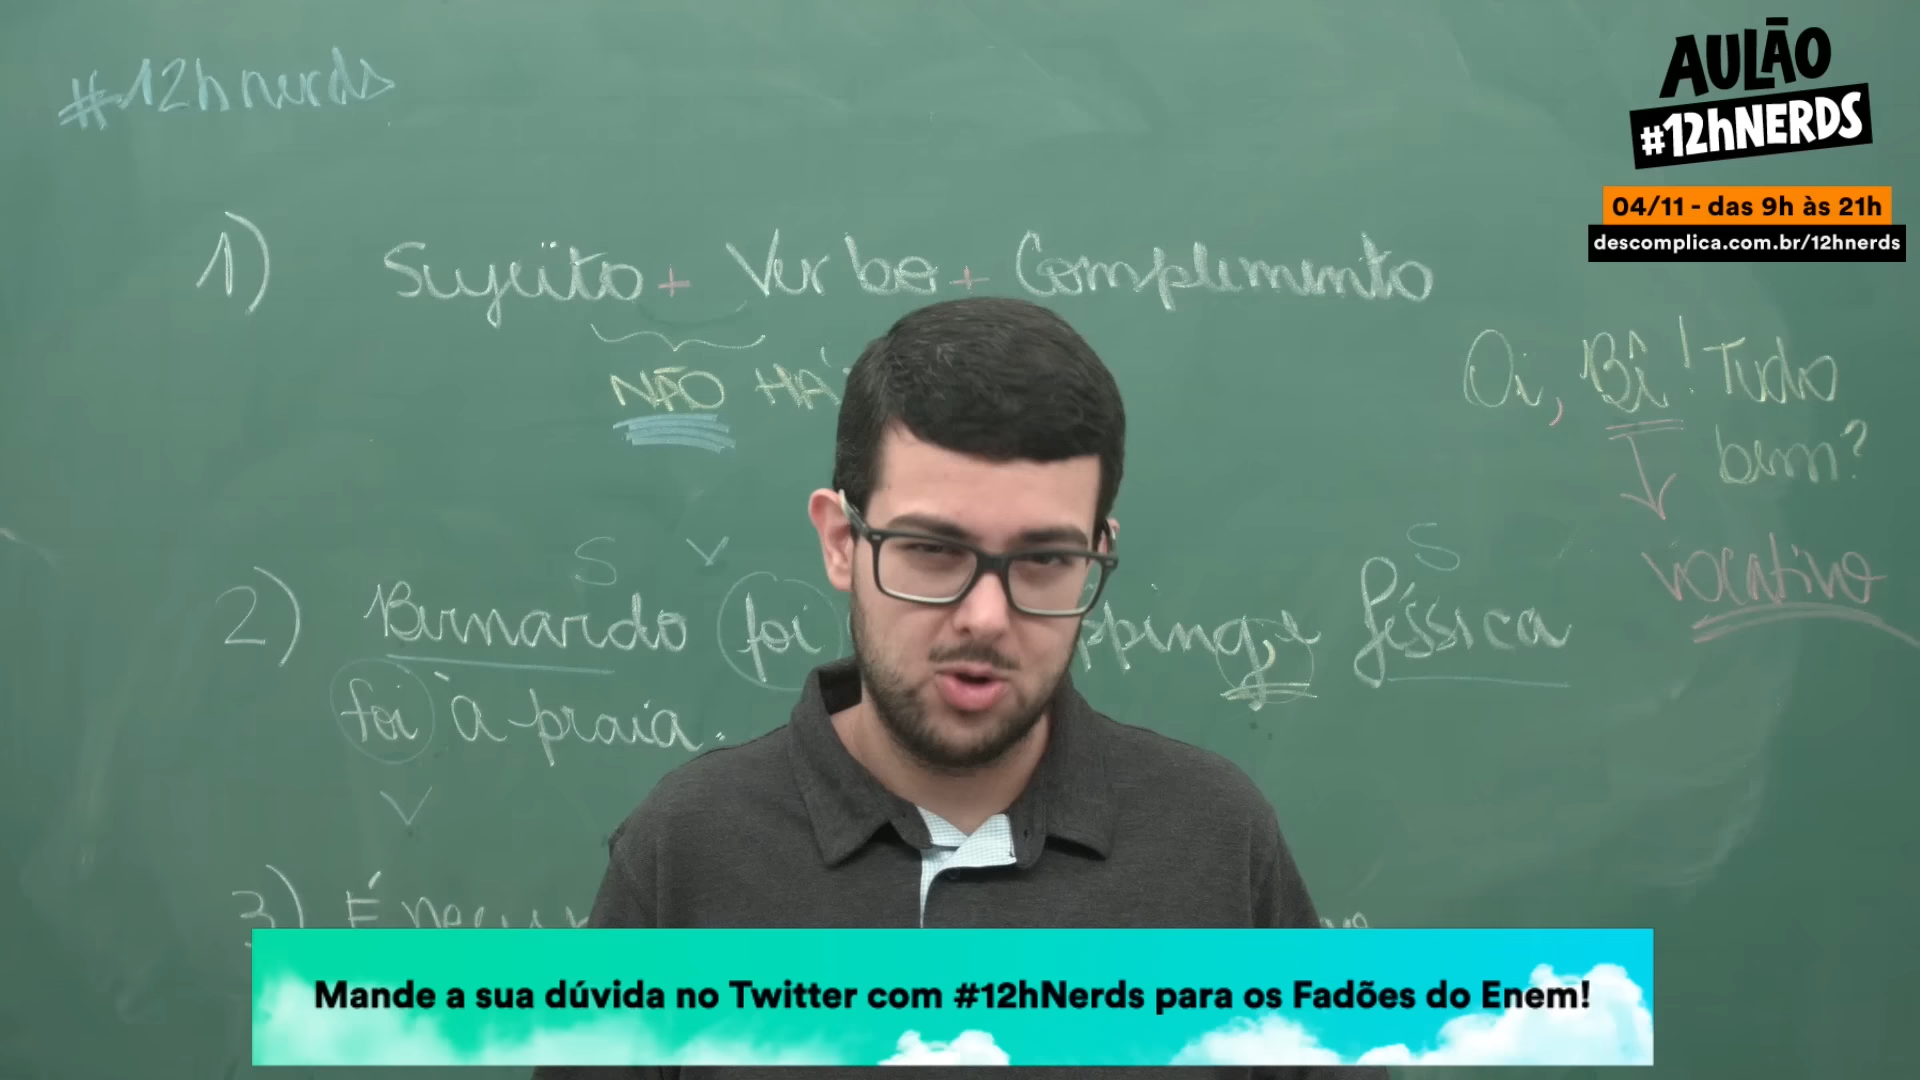 #12hnerds
AULÃO
#12hNERDS
04/11 - das 9h às 21h
descomplica.com.br/12hnerds
1) Sujeito + Verbo + Complemento
NÃO HÁ
Oi, Bi! Tudo
bem?
vocativo
S V S
2) Bernardo foi pping, e Jéssica
foi à praia.
V
3) É
Mande a sua dúvida no Twitter com #12hNerds para os Fadões do Enem!